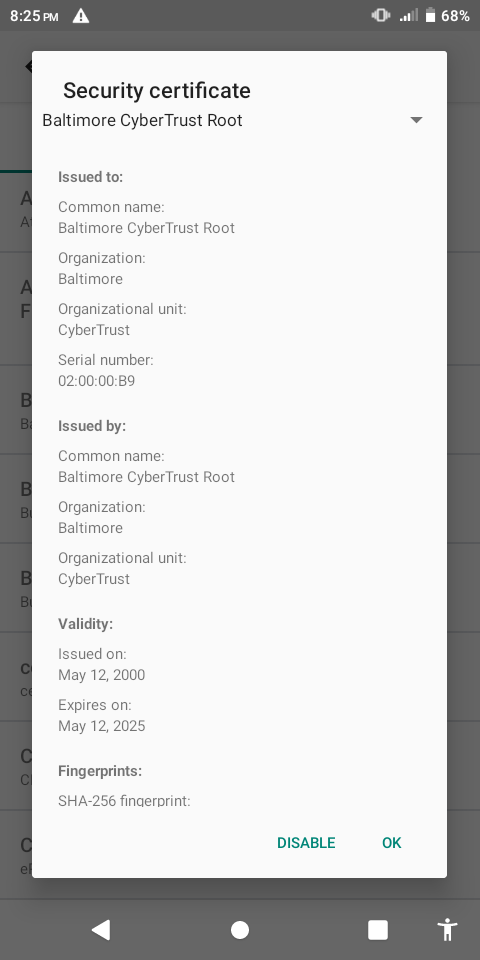 8:25 PM
68%
Security certificate
Baltimore CyberTrust Root
Issued to:
Common name:
Baltimore CyberTrust Root
Organization:
Baltimore
Organizational unit:
CyberTrust
Serial number:
02:00:00:B9
Issued by:
Common name:
Baltimore CyberTrust Root
Organization:
Baltimore
Organizational unit:
CyberTrust
Validity:
Issued on:
May 12, 2000
Expires on:
May 12, 2025
Fingerprints:
SHA-256 fingerprint:
DISABLE OK